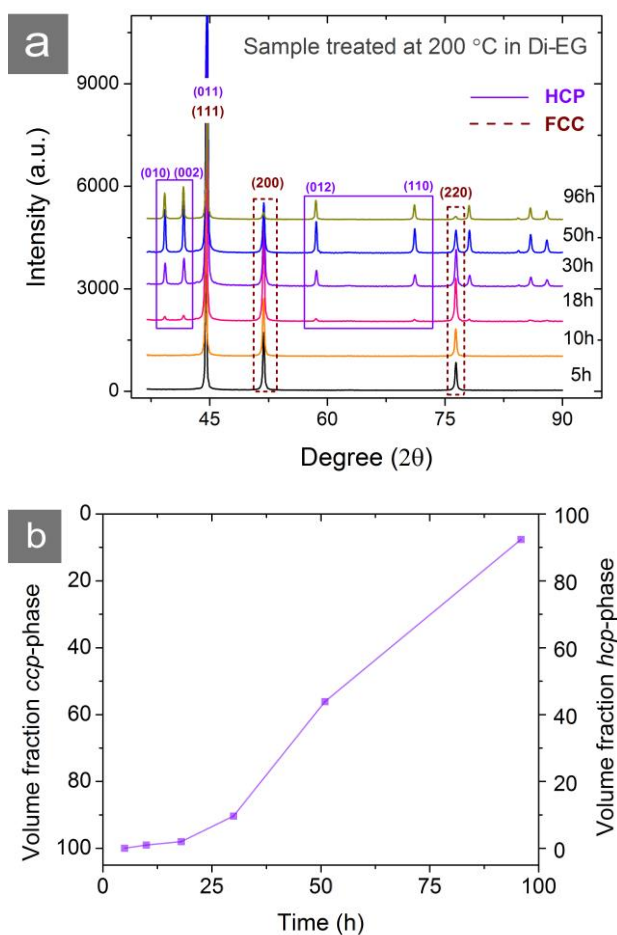 a
Sample treated at 200 °C in Di-EG
9000
6000
3000
0
Intensity (a.u.)
(011)
(111)
HCP
FCC
(010) (002)
(200)
(012)
(110)
(220)
96h
50h
30h
18h
10h
5h
45
60
75
90
Degree (2θ)
b
0
20
40
60
80
100
Volume fraction ccp-phase
100
80
60
40
20
0
Volume fraction hcp-phase
0
25
50
75
100
Time (h)